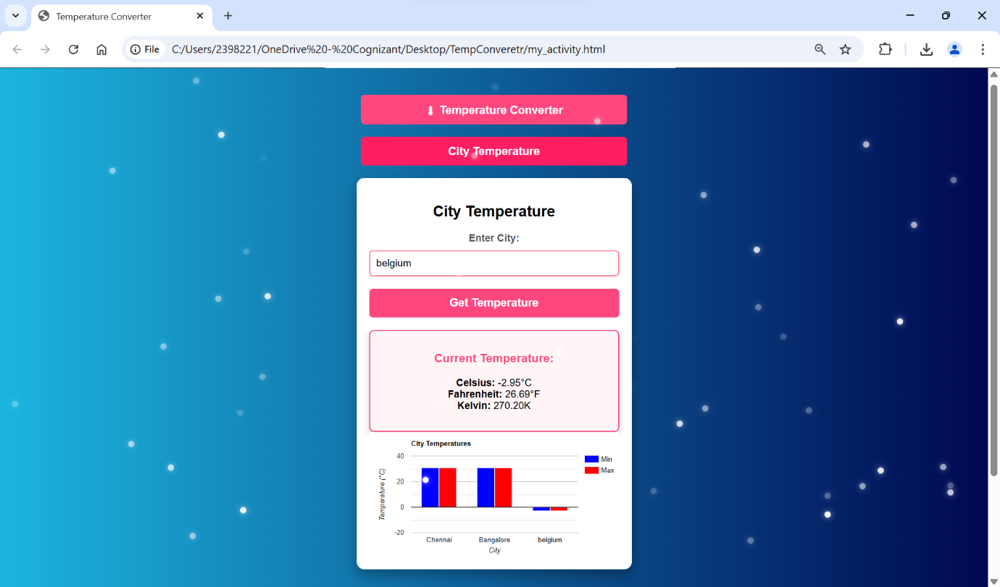 Temperature Converter
File
C:/Users/2398221/OneDrive%20-%20Cognizant/Desktop/TempConveretr/my_activity.html
🌡 Temperature Converter
City Temperature
City Temperature
Enter City:
belgium
Get Temperature
Current Temperature:
Celsius: -2.95°C
Fahrenheit: 26.69°F
Kelvin: 270.20K
City Temperatures
Temperature (°C)
40
20
0
-20
Min
Max
Chennai
Bangalore
belgium
City